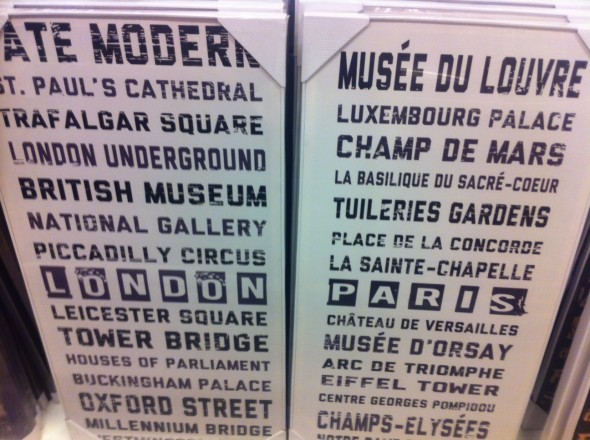 ATE MODERN
ST. PAUL'S CATHEDRAL
TRAFALGAR SQUARE
LONDON UNDERGROUND
BRITISH MUSEUM
NATIONAL GALLERY
PICCADILLY CIRCUS
LONDON
LEICESTER SQUARE
TOWER BRIDGE
HOUSES OF PARLIAMENT
BUCKINGHAM PALACE
OXFORD STREET
MILLENNIUM BRIDGE
MUSÉE DU LOUVRE
LUXEMBOURG PALACE
CHAMP DE MARS
LA BASILIQUE DU SACRÉ-COEUR
TUILERIES GARDENS
PLACE DE LA CONCORDE
LA SAINTE-CHAPELLE
PARIS
CHÂTEAU DE VERSAILLES
MUSÉE D'ORSAY
ARC DE TRIOMPHE
EIFFEL TOWER
CENTRE GEORGES POMPIDOU
CHAMPS-ELYSÉES